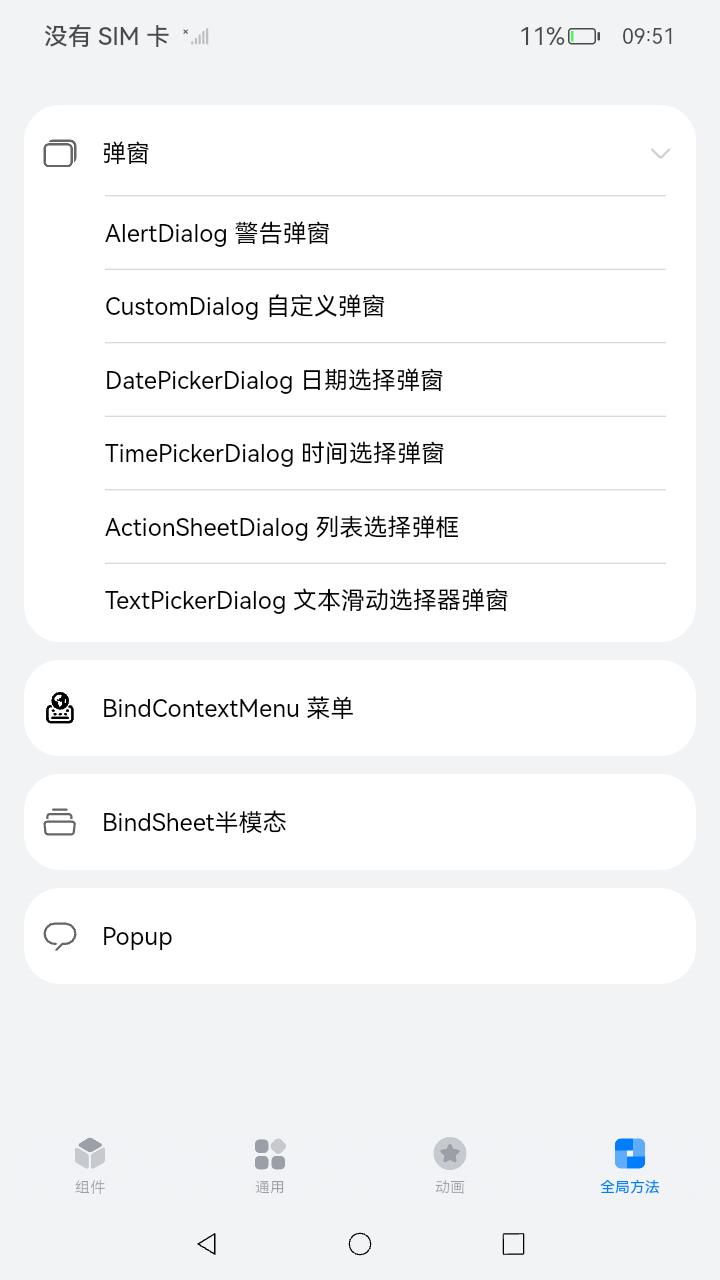 没有 SIM 卡
11%
09:51
弹窗
AlertDialog 警告弹窗
CustomDialog 自定义弹窗
DatePickerDialog 日期选择弹窗
TimePickerDialog 时间选择弹窗
ActionSheetDialog 列表选择弹框
TextPickerDialog 文本滑动选择器弹窗
BindContextMenu 菜单
BindSheet半模态
Popup
组件
通用
动画
全局方法